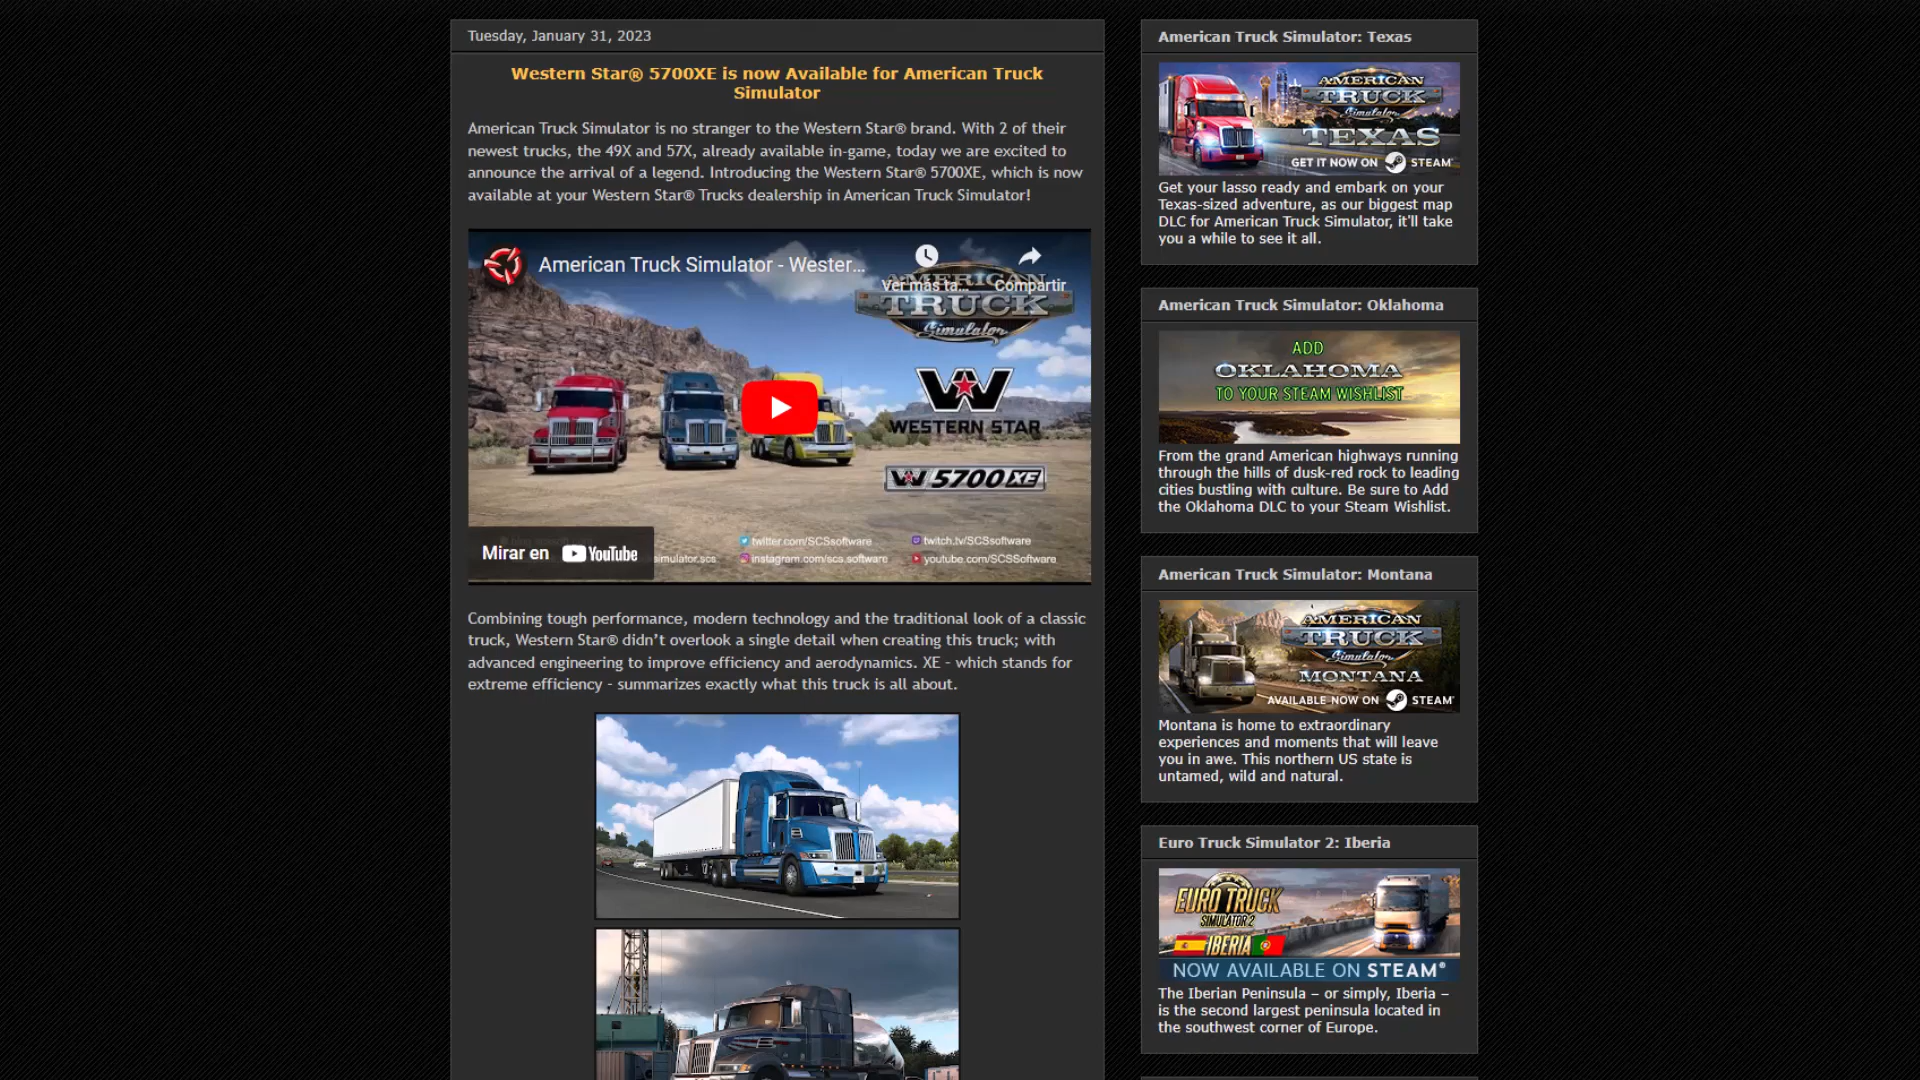 Tuesday, January 31, 2023
Western Star® 5700XE is now Available for American Truck
Simulator
American Truck Simulator is no stranger to the Western Star® brand. With 2 of their
newest trucks, the 49X and 57X, already available in-game, today we are excited to
announce the arrival of a legend. Introducing the Western Star® 5700XE, which is now
available at your Western Star® Trucks dealership in American Truck Simulator!
American Truck Simulator - Wester...
Ver más ta...
Compartir
AMERICAN
TRUCK
Simulator
WESTERN STAR
5700 XE
Mirar en YouTube
simulator.scs
twitter.com/SCSsoftware
instagram.com/scs.software
twitch.tv/SCSsoftware
youtube.com/SCSSoftware
Combining tough performance, modern technology and the traditional look of a classic
truck, Western Star® didn’t overlook a single detail when creating this truck; with
advanced engineering to improve efficiency and aerodynamics. XE - which stands for
extreme efficiency - summarizes exactly what this truck is all about.
American Truck Simulator: Texas
AMERICAN
TRUCK
Simulator
TEXAS
GET IT NOW ON STEAM
Get your lasso ready and embark on your
Texas-sized adventure, as our biggest map
DLC for American Truck Simulator, it'll take
you a while to see it all.
American Truck Simulator: Oklahoma
ADD
OKLAHOMA
TO YOUR STEAM WISHLIST
From the grand American highways running
through the hills of dusk-red rock to leading
cities bustling with culture. Be sure to Add
the Oklahoma DLC to your Steam Wishlist.
American Truck Simulator: Montana
AMERICAN
TRUCK
Simulator
MONTANA
AVAILABLE NOW ON STEAM
Montana is home to extraordinary
experiences and moments that will leave
you in awe. This northern US state is
untamed, wild and natural.
Euro Truck Simulator 2: Iberia
EURO TRUCK
SIMULATOR 2
IBERIA
NOW AVAILABLE ON STEAM®
The Iberian Peninsula – or simply, Iberia –
is the second largest peninsula located in
the southwest corner of Europe.